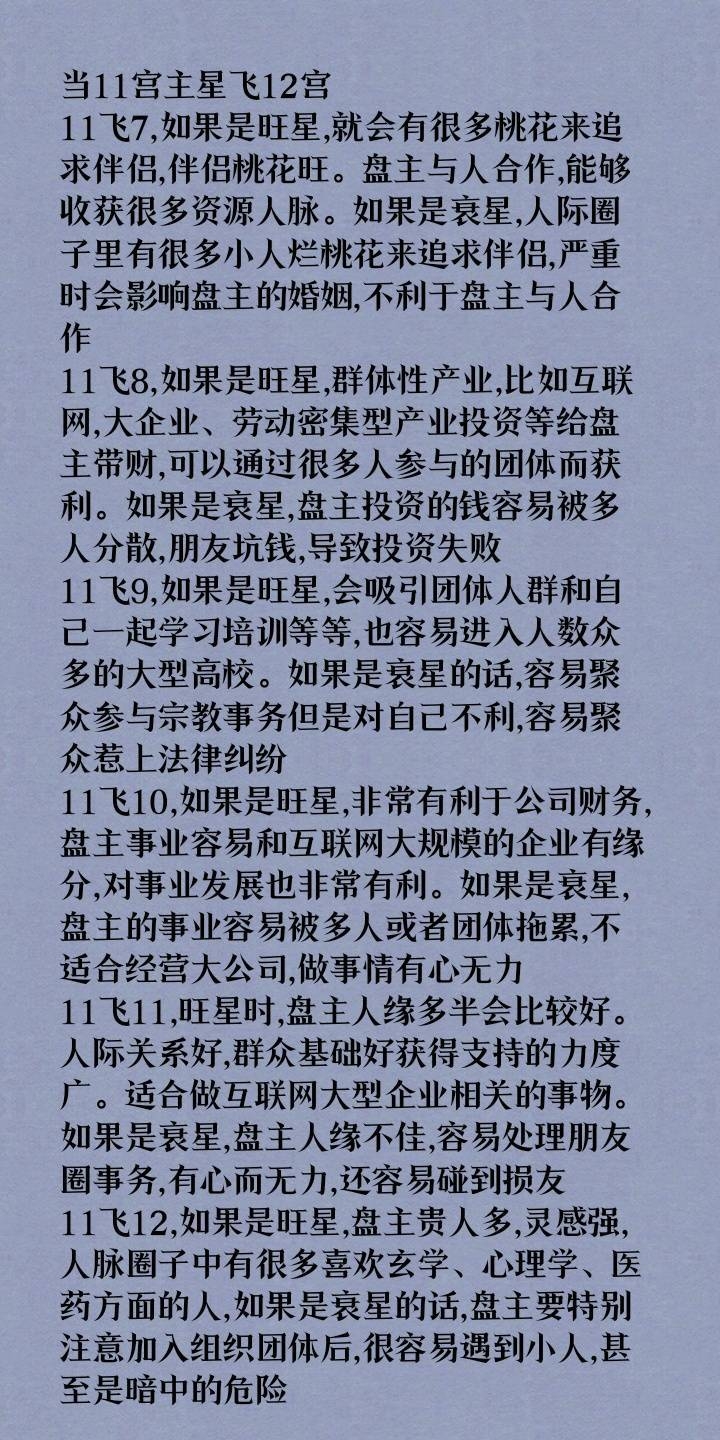 当11宫主星飞12宫
11飞7,如果是旺星,就会有很多桃花来追
求伴侣,伴侣桃花旺。盘主与人合作,能够
收获很多资源人脉。如果是衰星,人际圈
子里有很多小人烂桃花来追求伴侣,严重
时会影响盘主的婚姻,不利于盘主与人合
作
11飞8,如果是旺星,群体性产业,比如互联
网,大企业、劳动密集型产业投资等给盘
主带财,可以通过很多人参与的团体而获
利。如果是衰星,盘主投资的钱容易被多
人分散,朋友坑钱,导致投资失败
11飞9,如果是旺星,会吸引团体人群和自
己一起学习培训等等,也容易进入人数众
多的大型高校。如果是衰星的话,容易聚
众参与宗教事务但是对自己不利,容易聚
众惹上法律纠纷
11飞10,如果是旺星,非常有利于公司财务,
盘主事业容易和互联网大规模的企业有缘
分,对事业发展也非常有利。如果是衰星,
盘主的事业容易被多人或者团体拖累,不
适合经营大公司,做事情有心无力
11飞11,旺星时,盘主人缘多半会比较好。
人际关系好,群众基础好获得支持的力度
广。适合做互联网大型企业相关的事物。
如果是衰星,盘主人缘不佳,容易处理朋友
圈事务,有心而无力,还容易碰到损友
11飞12,如果是旺星,盘主贵人多,灵感强,
人脉圈子中有很多喜欢玄学、心理学、医
药方面的人,如果是衰星的话,盘主要特别
注意加入组织团体后,很容易遇到小人,甚
至是暗中的危险